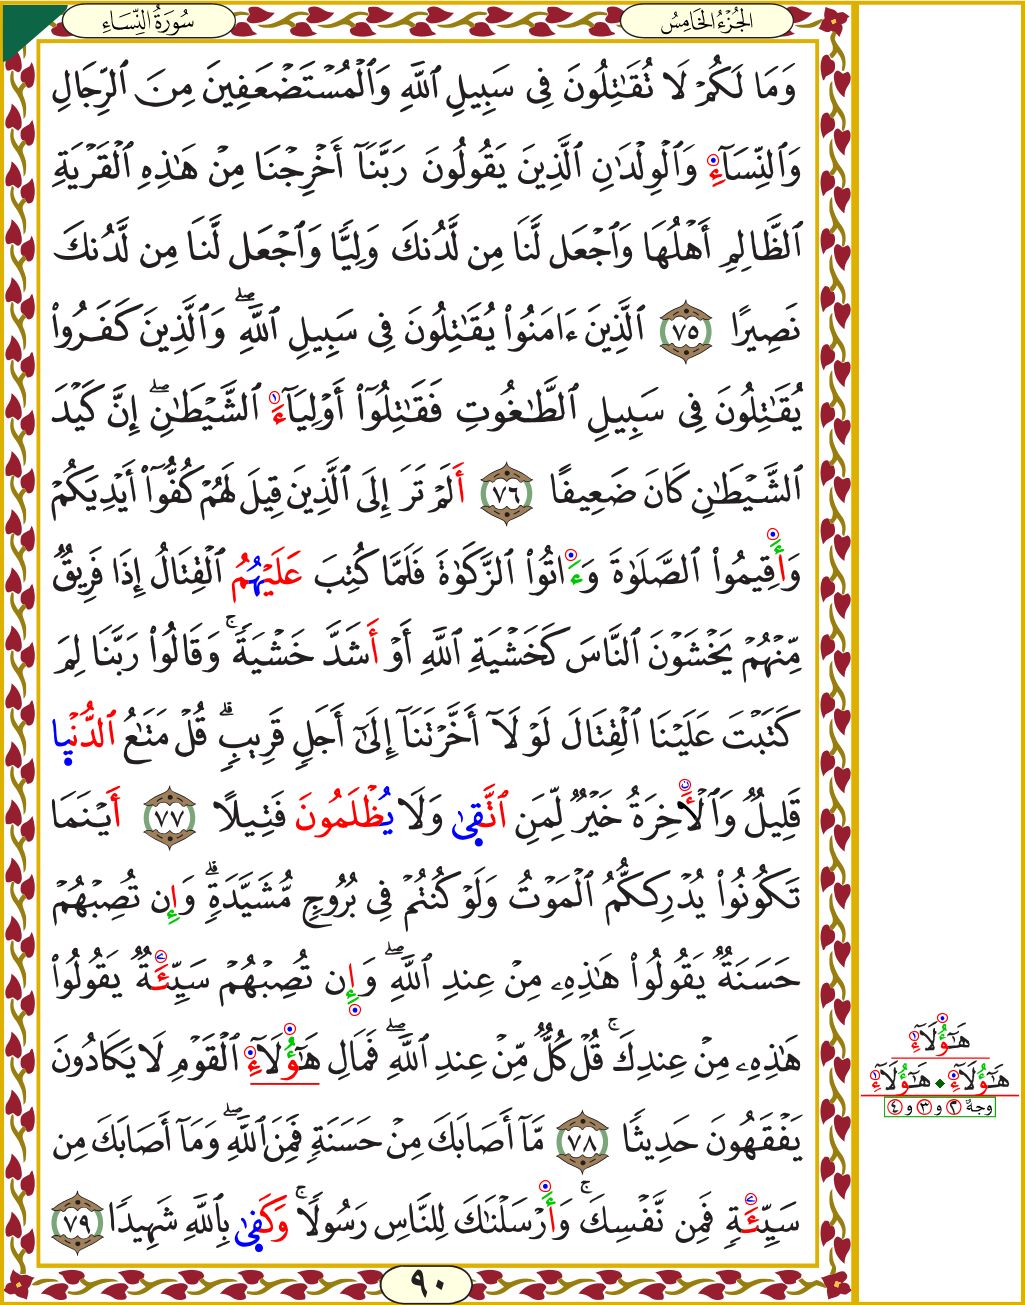 الجُزْءُ الخَامِسُ
سُورَةُ النِّسَاءِ
وَمَا لَكُمْ لَا تُقَٰتِلُونَ فِى سَبِيلِ ٱللَّهِ وَٱلْمُسْتَضْعَفِينَ مِنَ ٱلرِّجَالِ
وَٱلنِّسَآءِ وَٱلْوِلْدَٰنِ ٱلَّذِينَ يَقُولُونَ رَبَّنَآ أَخْرِجْنَا مِنْ هَٰذِهِ ٱلْقَرْيَةِ
ٱلظَّالِمِ أَهْلُهَا وَٱجْعَل لَّنَا مِن لَّدُنكَ وَلِيًّا وَٱجْعَل لَّنَا مِن لَّدُنكَ
نَصِيرًا ٧٥ ٱلَّذِينَ ءَامَنُوا۟ يُقَٰتِلُونَ فِى سَبِيلِ ٱللَّهِ ۖ وَٱلَّذِينَ كَفَرُوا۟
يُقَٰتِلُونَ فِى سَبِيلِ ٱلطَّٰغُوتِ فَقَٰتِلُوٓا۟ أَوْلِيَآءَ ٱلشَّيْطَٰنِ ۖ إِنَّ كَيْدَ
ٱلشَّيْطَٰنِ كَانَ ضَعِيفًا ٧٦ أَلَمْ تَرَ إِلَى ٱلَّذِينَ قِيلَ لَهُمْ كُفُّوٓا۟ أَيْدِيَكُمْ
وَأَقِيمُوا۟ ٱلصَّلَوٰةَ وَءَاتُوا۟ ٱلزَّكَوٰةَ فَلَمَّا كُتِبَ عَلَيْهُمُ ٱلْقِتَالُ إِذَا فَرِيقٌ
مِّنْهُمْ يَخْشَوْنَ ٱلنَّاسَ كَخَشْيَةِ ٱللَّهِ أَوْ أَشَدَّ خَشْيَةً ۚ وَقَالُوا۟ رَبَّنَا لِمَ
كَتَبْتَ عَلَيْنَا ٱلْقِتَالَ لَوْلَآ أَخَّرْتَنَآ إِلَىٰٓ أَجَلٍ قَرِيبٍ ۗ قُلْ مَتَٰعُ ٱلدُّنْيَا
قَلِيلٌ وَٱلْأَخِرَةُ خَيْرٌ لِّمَنِ ٱتَّقَىٰ وَلَا يُظْلَمُونَ فَتِيلًا ٧٧ أَيْنَمَا
تَكُونُوا۟ يُدْرِككُّمُ ٱلْمَوْتُ وَلَوْ كُنتُمْ فِى بُرُوجٍ مُّشَيَّدَةٍ ۗ وَإِن تُصِبْهُمْ
حَسَنَةٌ يَقُولُوا۟ هَٰذِهِۦ مِنْ عِندِ ٱللَّهِ ۖ وَإِن تُصِبْهُمْ سَيِّئَةٌ يَقُولُوا۟
هَٰذِهِۦ مِنْ عِندِكَ ۚ قُلْ كُلٌّ مِّنْ عِندِ ٱللَّهِ ۖ فَمَالِ هَٰٓؤُلَآءِ ٱلْقَوْمِ لَا يَكَادُونَ
يَفْقَهُونَ حَدِيثًا ٧٨ مَّآ أَصَابَكَ مِنْ حَسَنَةٍ فَمِنَ ٱللَّهِ ۖ وَمَآ أَصَابَكَ مِن
سَيِّئَةٍ فَمِن نَّفْسِكَ ۚ وَأَرْسَلْنَٰكَ لِلنَّاسِ رَسُولًا ۚ وَكَفَىٰ بِٱللَّهِ شَهِيدًا ٧٩
٩٠
هَٰٓؤُلَآءِ
هَٰٓؤُلَآءِ ◆ هَٰٓؤُلَآءِ
وجهٌ ٢ و ٣ و ٤